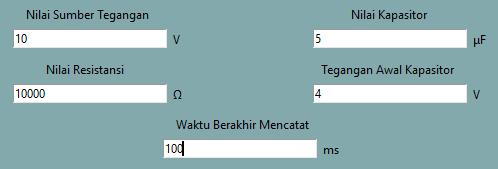 Nilai Sumber Tegangan
10 V
Nilai Kapasitor
5 µF
Nilai Resistansi
10000 Ω
Tegangan Awal Kapasitor
4 V
Waktu Berakhir Mencatat
100 ms